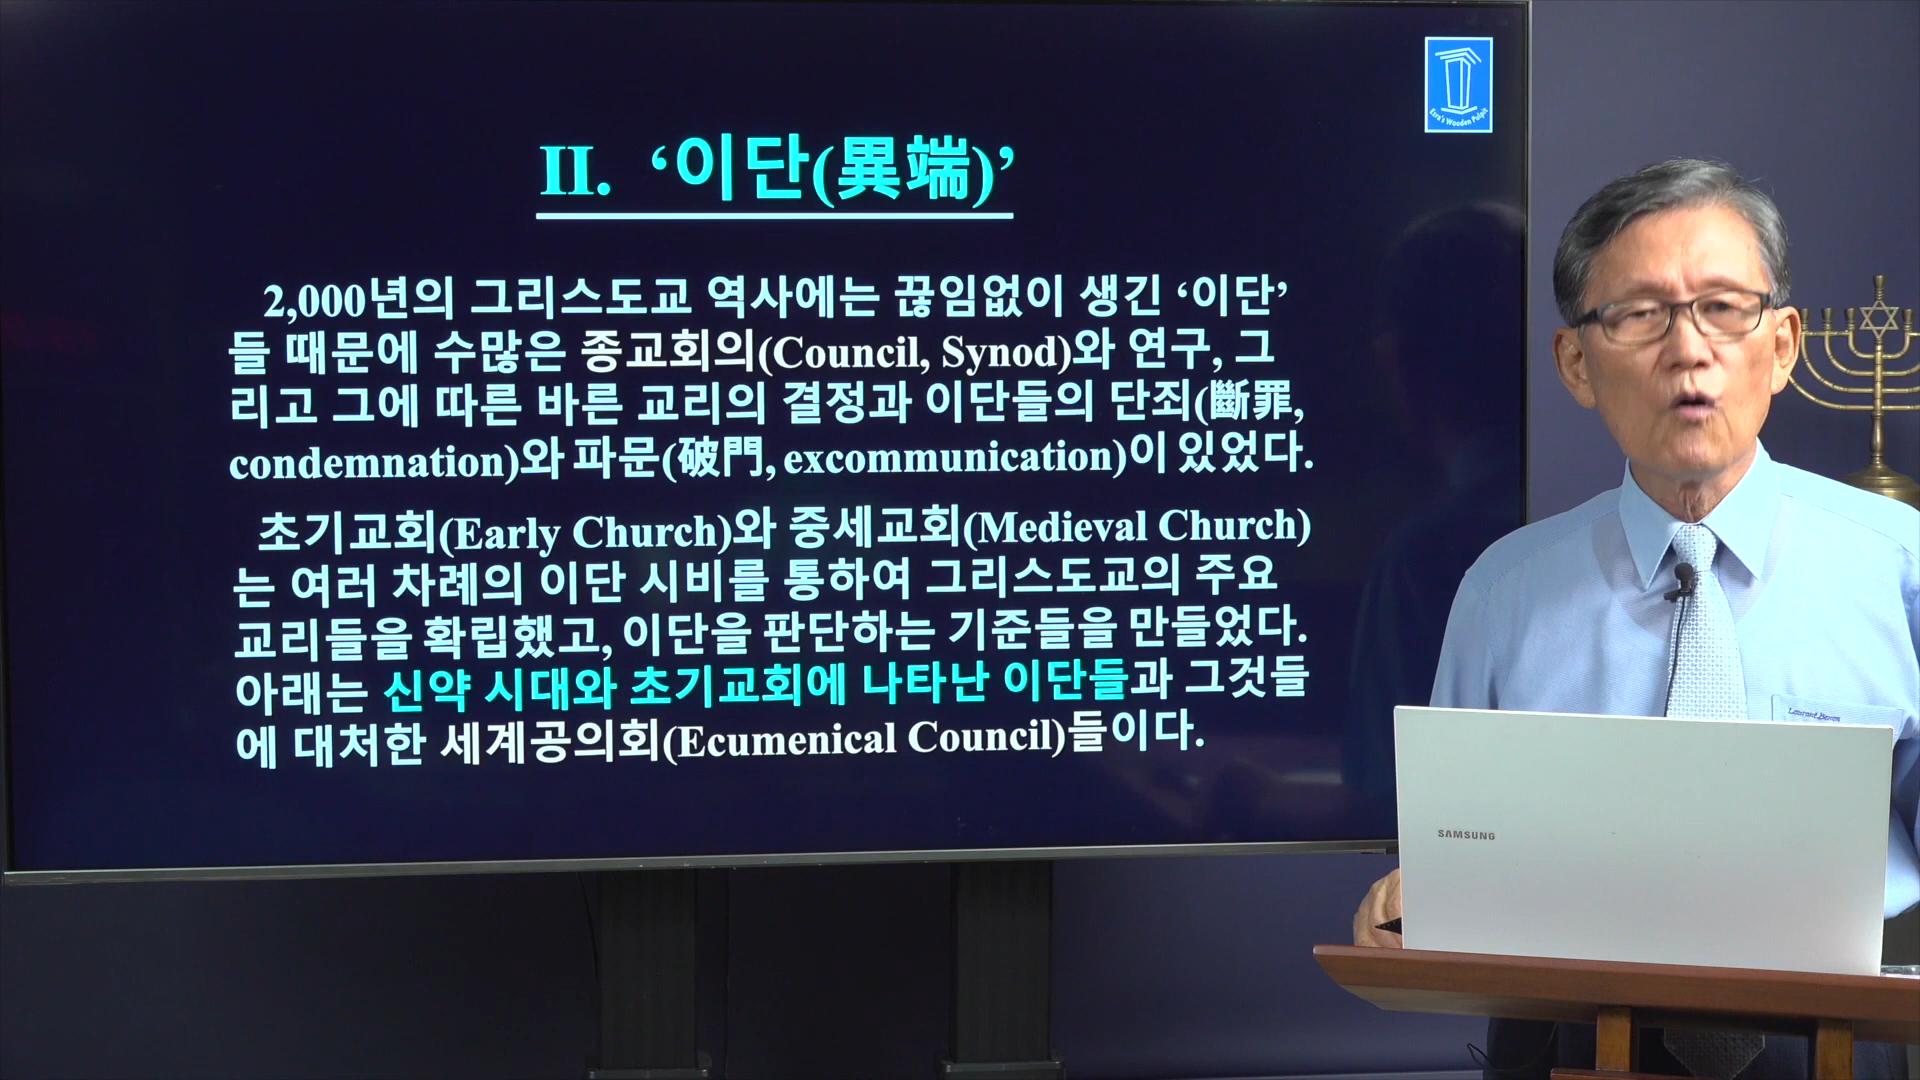 Ezra's Wooden Pulpit
II. ‘이단(異端)’
2,000년의 그리스도교 역사에는 끊임없이 생긴 ‘이단’
들 때문에 수많은 종교회의(Council, Synod)와 연구, 그
리고 그에 따른 바른 교리의 결정과 이단들의 단죄(斷罪,
condemnation)와 파문(破門, excommunication)이 있었다.
초기교회(Early Church)와 중세교회(Medieval Church)
는 여러 차례의 이단 시비를 통하여 그리스도교의 주요
교리들을 확립했고, 이단을 판단하는 기준들을 만들었다.
아래는 신약 시대와 초기교회에 나타난 이단들과 그것들
에 대처한 세계공의회(Ecumenical Council)들이다.
SAMSUNG